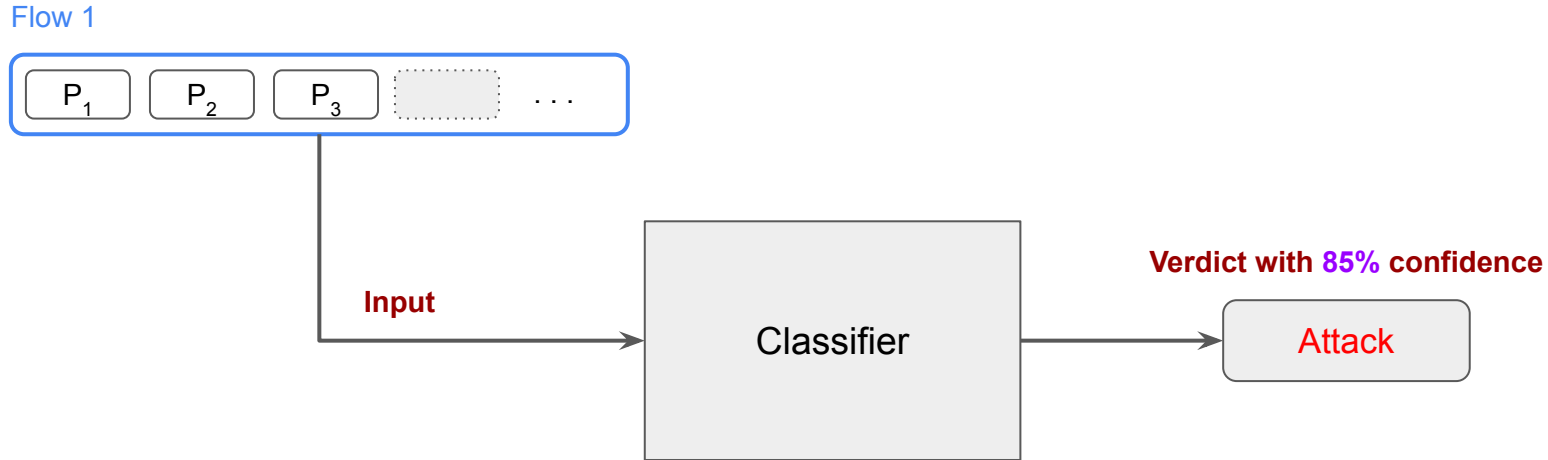 Flow 1
P1 P2 P3 . . .
Verdict with 85% confidence
Input
Classifier
Attack